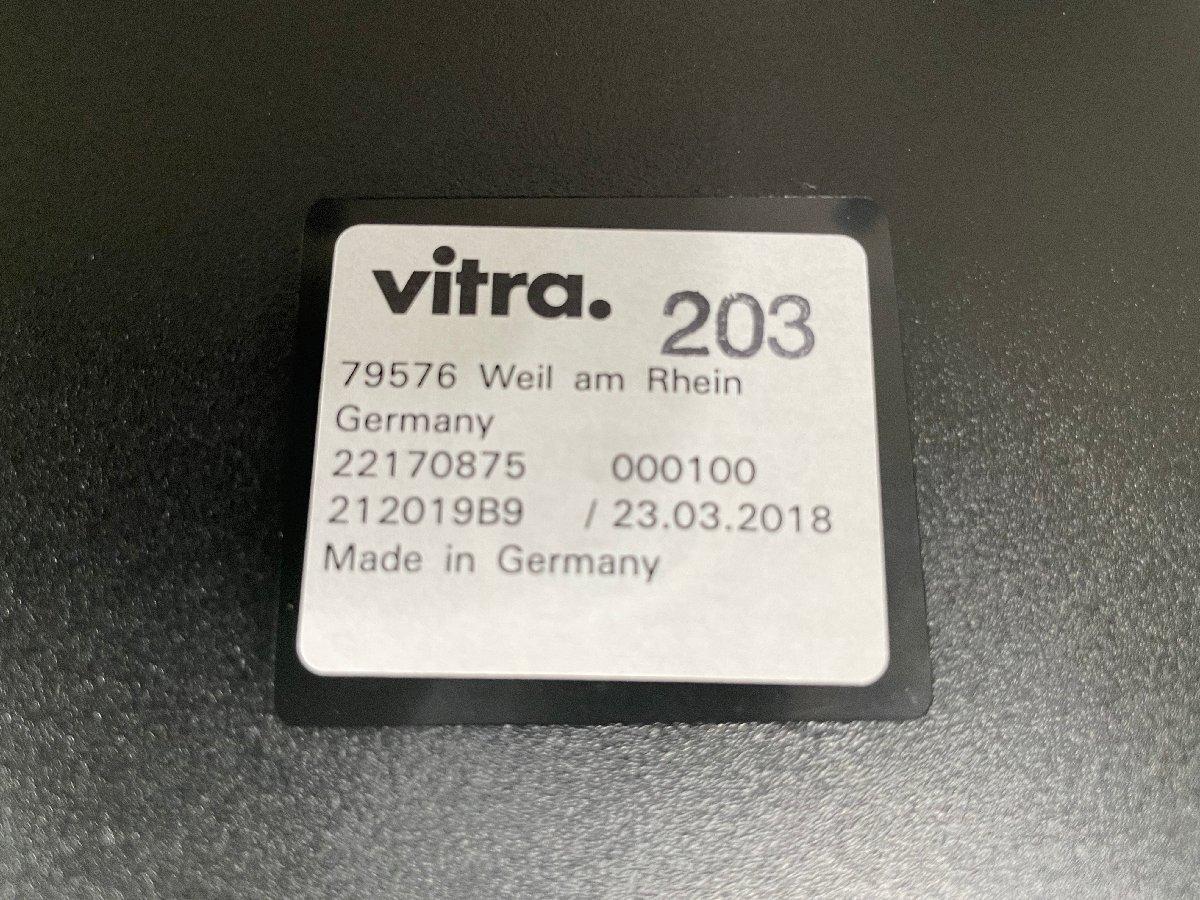 vitra. 203
79576 Weil am Rhein
Germany
22170875 000100
212019B9 / 23.03.2018
Made in Germany